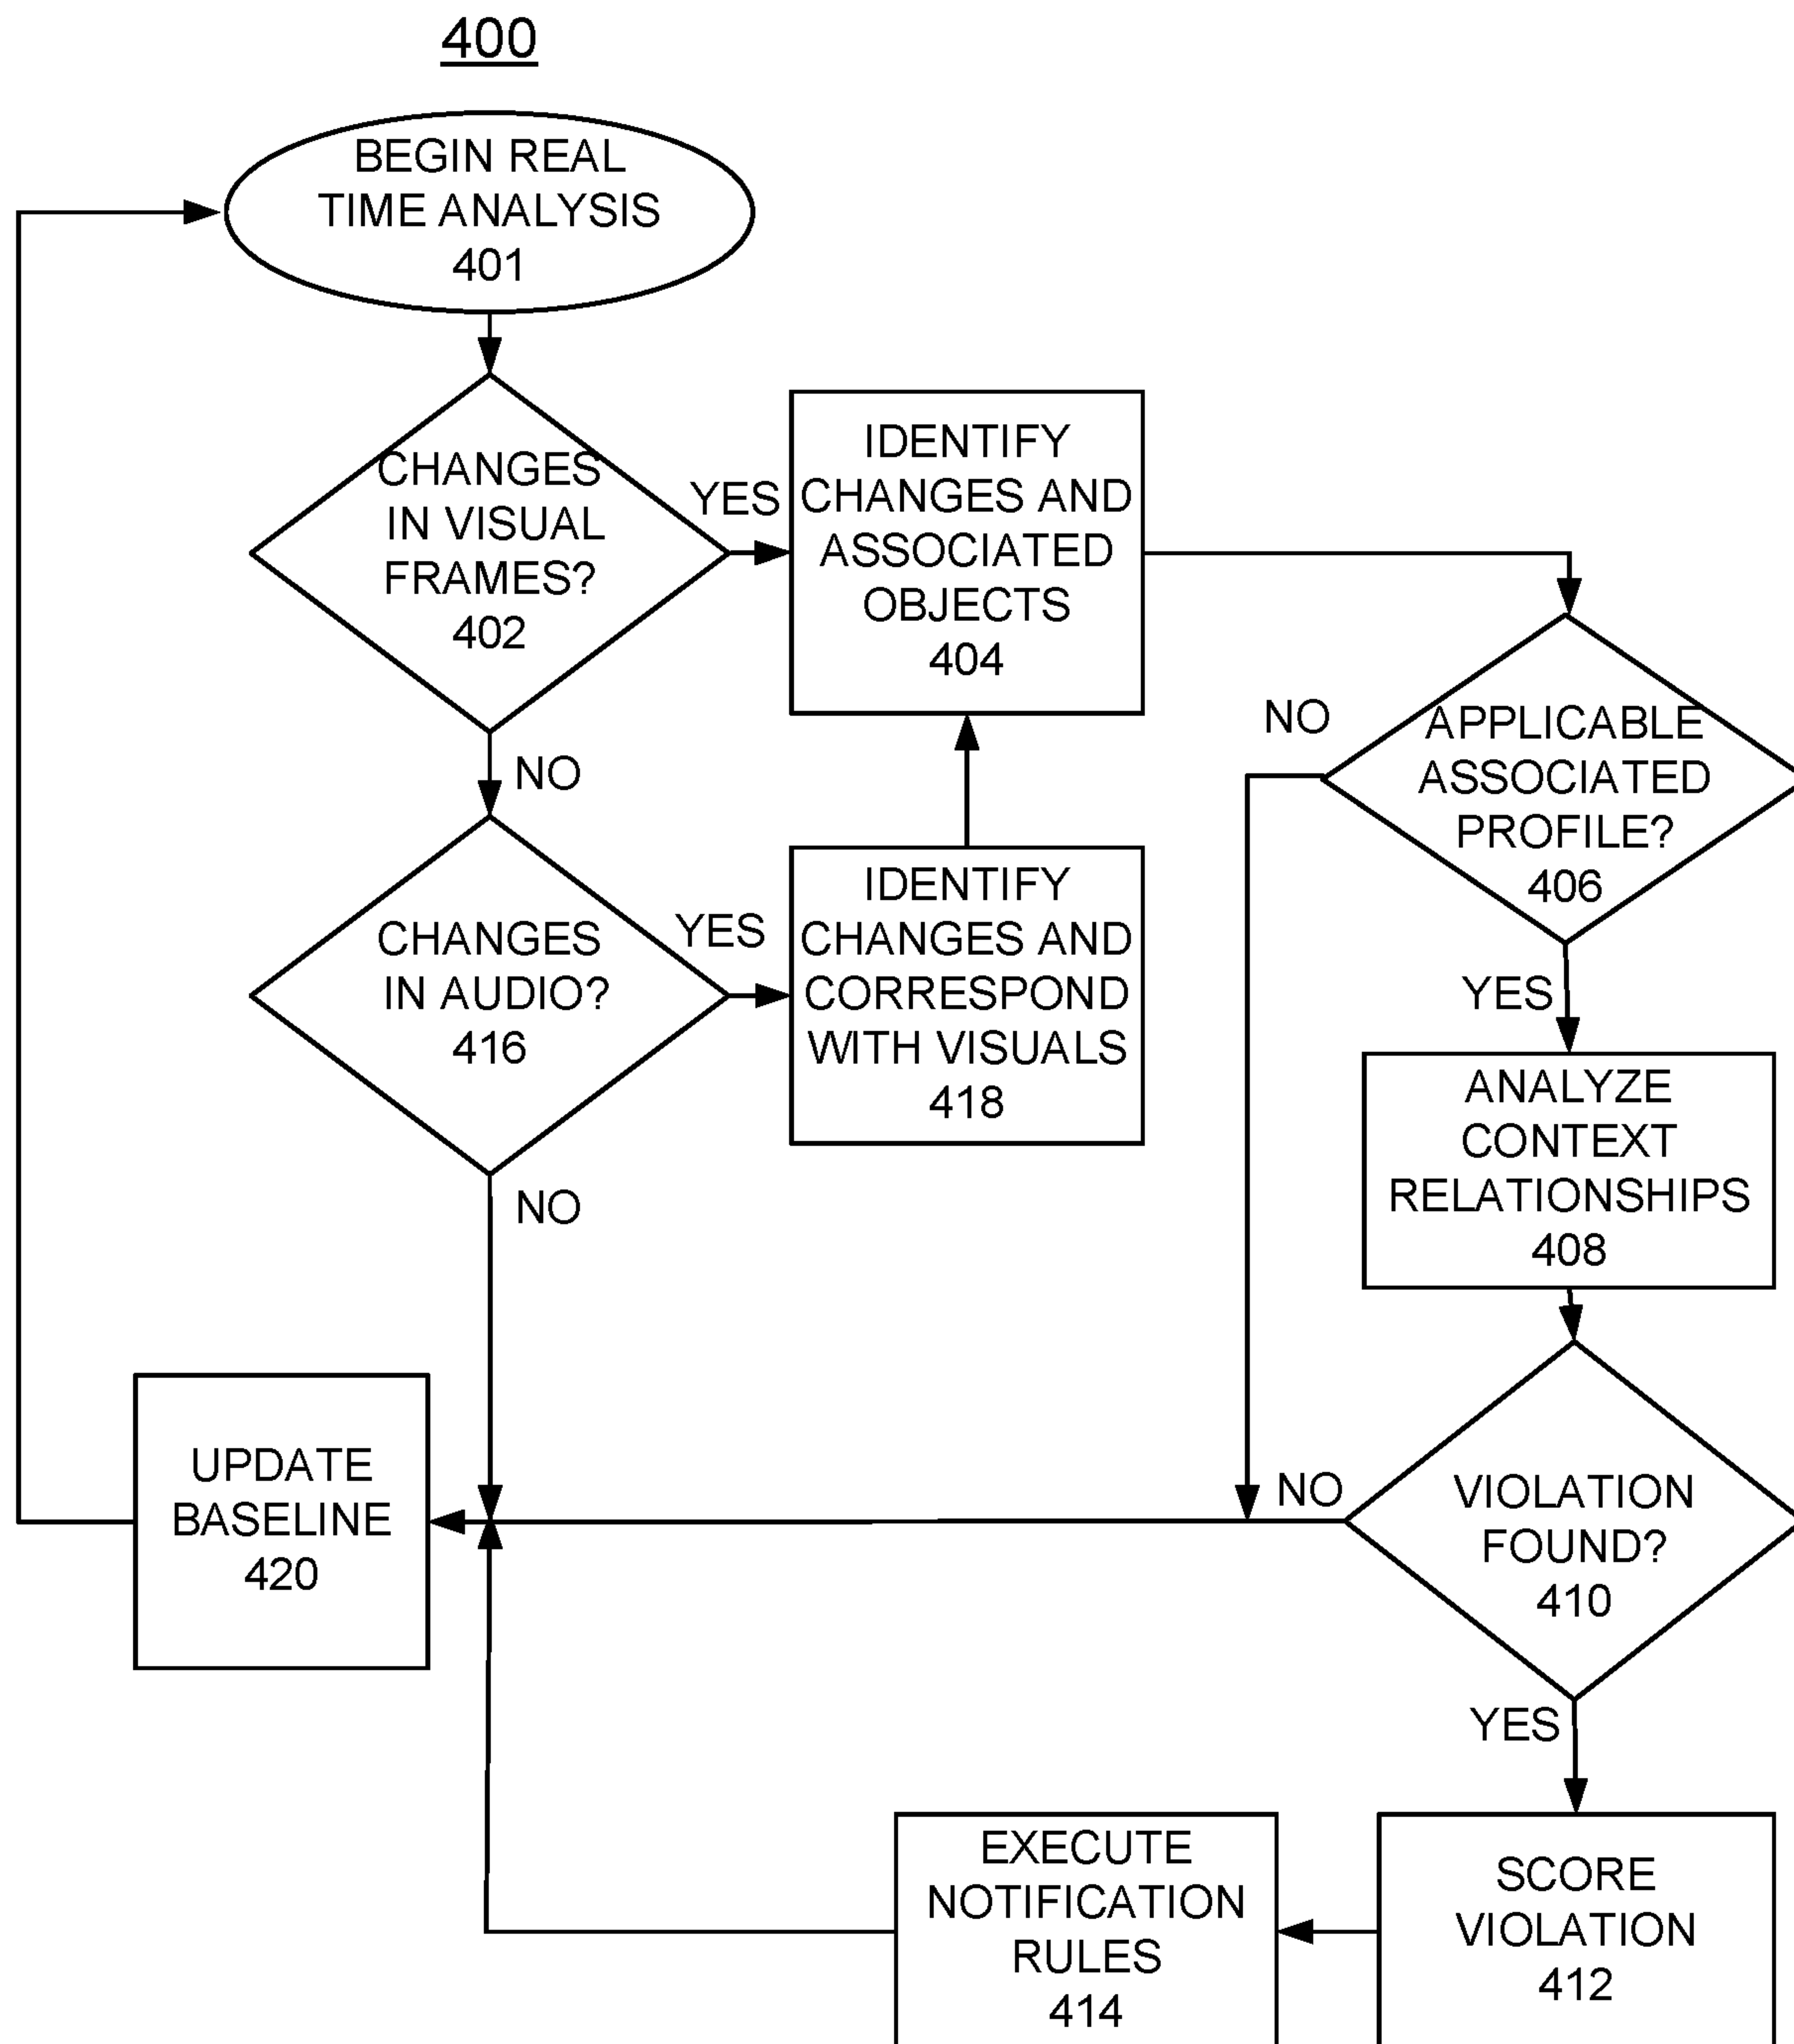 400
BEGIN REAL
TIME ANALYSIS
401
CHANGES
IN VISUAL
FRAMES?
402
YES
IDENTIFY
CHANGES AND
ASSOCIATED
OBJECTS
404
NO
APPLICABLE
ASSOCIATED
PROFILE?
406
NO
CHANGES
IN AUDIO?
416
YES
IDENTIFY
CHANGES AND
CORRESPOND
WITH VISUALS
418
YES
ANALYZE
CONTEXT
RELATIONSHIPS
408
NO
UPDATE
BASELINE
420
NO
VIOLATION
FOUND?
410
YES
EXECUTE
NOTIFICATION
RULES
414
SCORE
VIOLATION
412